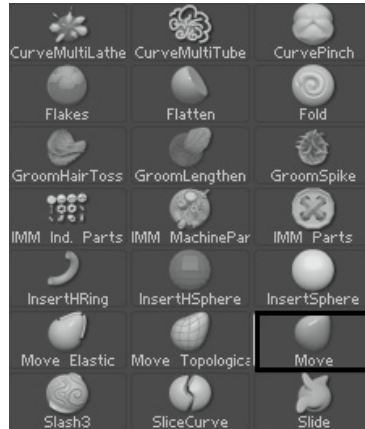 CurveMultiLathe CurveMultiTube CurvePinch
Flakes Flatten Fold
GroomHairToss GroomLengthen GroomSpike
IMM Ind. Parts IMM MachinePar IMM Parts
InsertHRing InsertHSphere InsertSphere
Move Elastic Move Topologica Move
Slash3 SliceCurve Slide